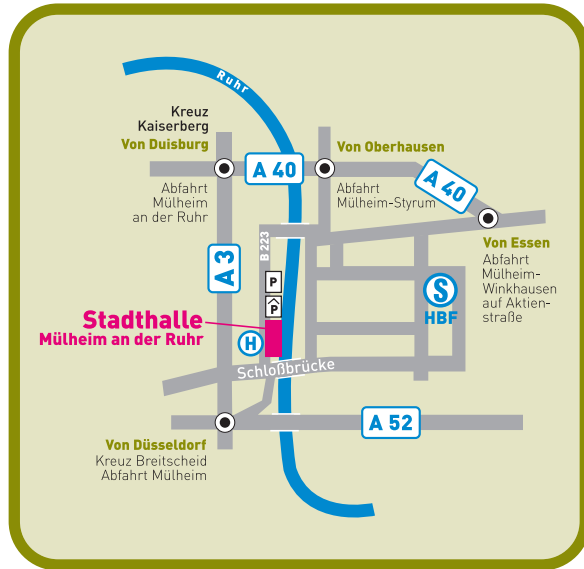 Ruhr
Kreuz
Kaiserberg
Von Duisburg
Von Oberhausen
A 40
A 40
Abfahrt
Mülheim
an der Ruhr
Abfahrt
Mülheim-Styrum
B 223
A 3
Von Essen
Abfahrt
Mülheim-
Winkhausen
auf Aktien-
straße
P
P
S
HBF
Stadthalle
Mülheim an der Ruhr
H
Schloßbrücke
A 52
Von Düsseldorf
Kreuz Breitscheid
Abfahrt Mülheim